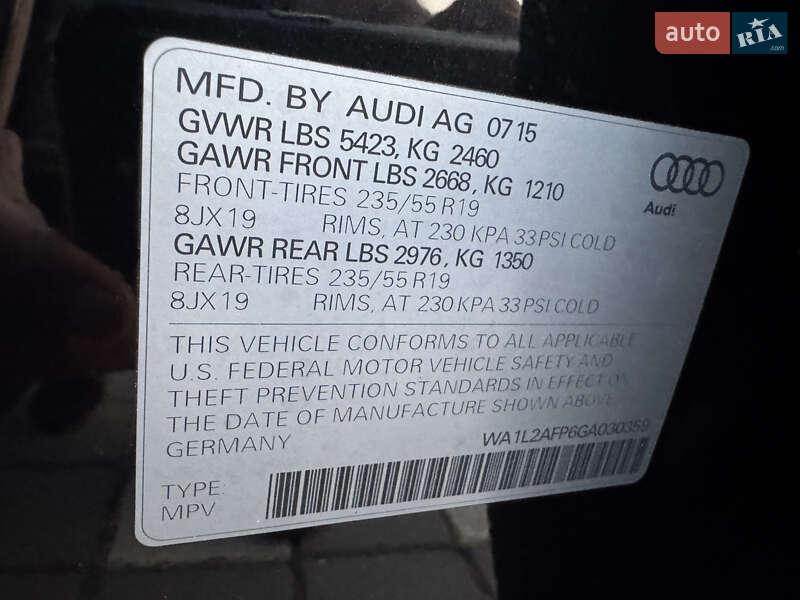 auto RIA .com
MFD. BY AUDI AG 0715
GVWR LBS 5423, KG 2460
GAWR FRONT LBS 2668, KG 1210
FRONT-TIRES 235/55 R19
8JX19 RIMS, AT 230 KPA 33 PSI COLD
GAWR REAR LBS 2976, KG 1350
REAR-TIRES 235/55 R19
8JX19 RIMS, AT 230 KPA 33 PSI COLD
Audi
THIS VEHICLE CONFORMS TO ALL APPLICABLE
U.S. FEDERAL MOTOR VEHICLE SAFETY AND
THEFT PREVENTION STANDARDS IN EFFECT ON
THE DATE OF MANUFACTURE SHOWN ABOVE.
GERMANY WA1L2AFP6GA030359
TYPE:
MPV